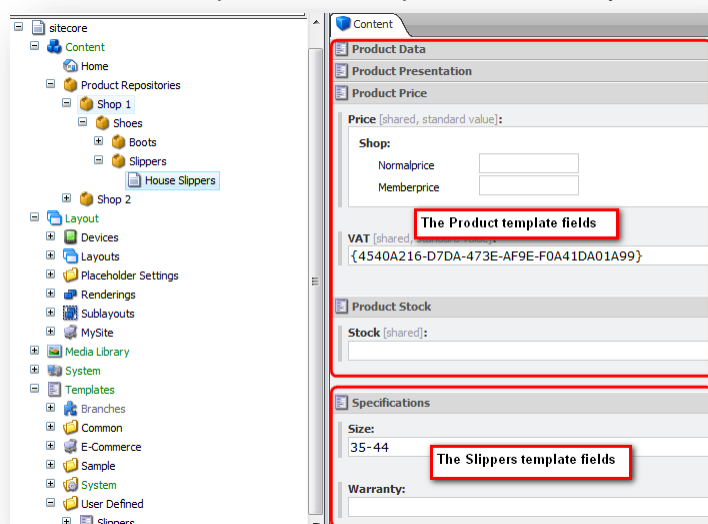 sitecore
Content
Home
Product Repositories
Shop 1
Shoes
Boots
Slippers
House Slippers
Shop 2
Layout
Devices
Layouts
Placeholder Settings
Renderings
Sublayouts
MySite
Media Library
System
Templates
Branches
Common
E-Commerce
Sample
System
User Defined
Slippers
Content
Product Data
Product Presentation
Product Price
Price [shared, standard value]:
Shop:
Normalprice
Memberprice
The Product template fields
VAT [shared, standard value]:
{4540A216-D7DA-473E-AF9E-F0A41DA01A99}
Product Stock
Stock [shared]:
Specifications
Size:
35-44
The Slippers template fields
Warranty: